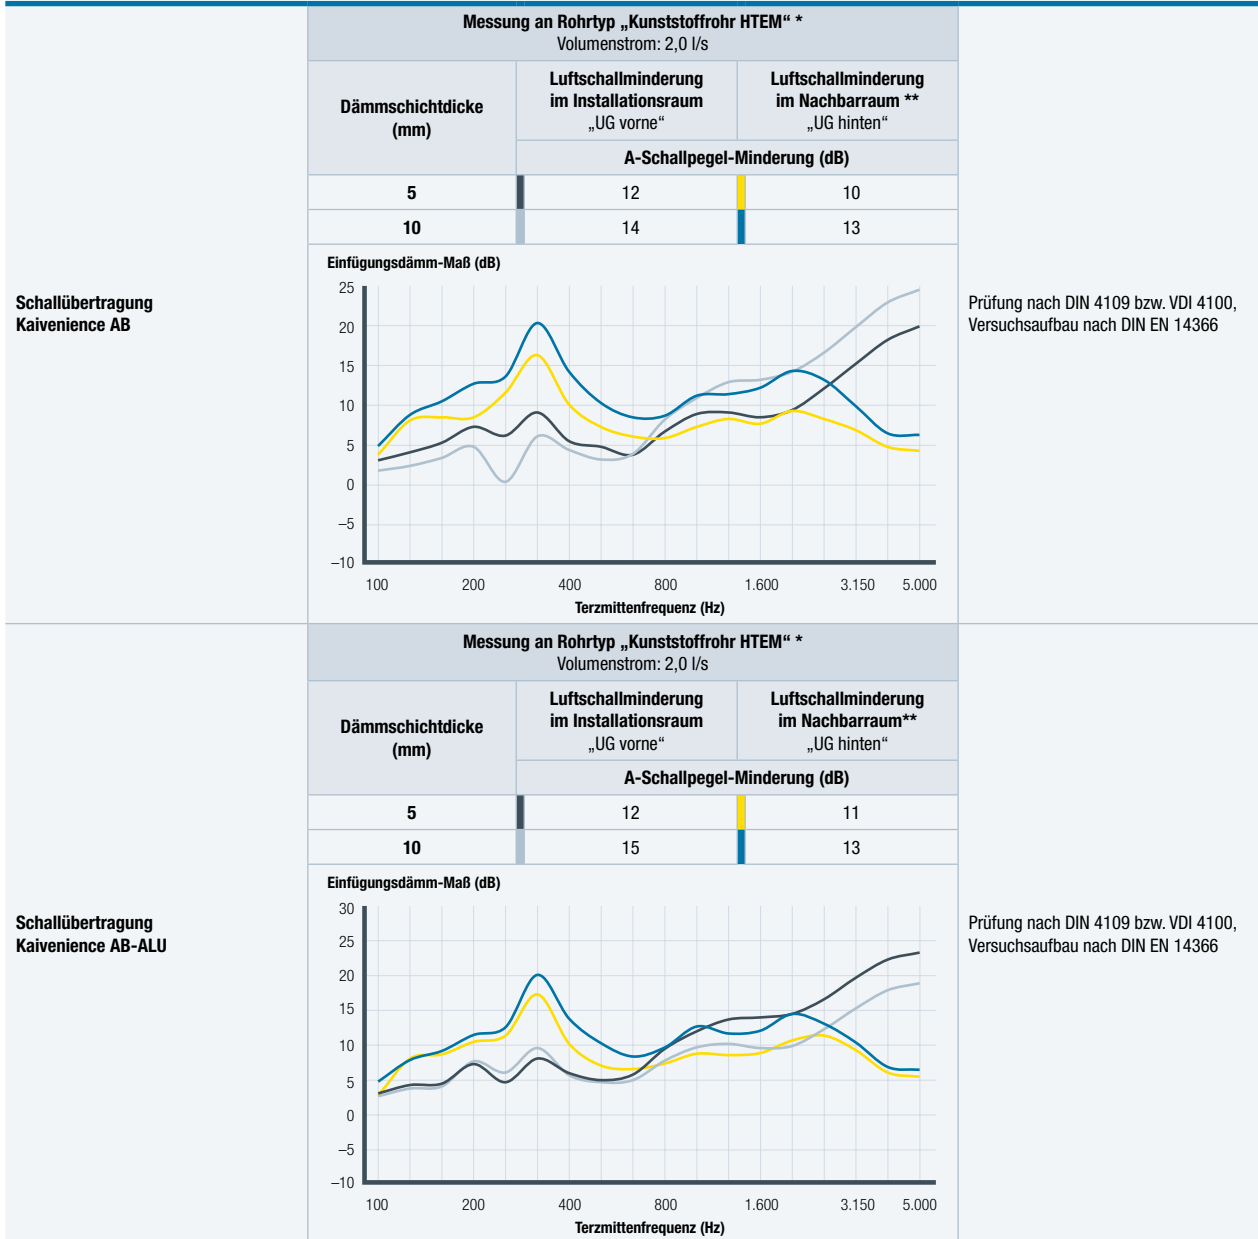 Messung an Rohrtyp „Kunststoffrohr HTEM“ *
Volumenstrom: 2,0 l/s
Dämmschichtdicke
(mm)
Luftschallminderung
im Installationsraum
„UG vorne“
Luftschallminderung
im Nachbarraum **
„UG hinten“
A-Schallpegel-Minderung (dB)
5 12 10
10 14 13
Schallübertragung
Kaivenience AB
Einfügungsdämm-Maß (dB)
25
20
15
10
5
0
–5
–10
100 200 400 800 1.600 3.150 5.000
Terzmittenfrequenz (Hz)
Prüfung nach DIN 4109 bzw. VDI 4100,
Versuchsaufbau nach DIN EN 14366
Messung an Rohrtyp „Kunststoffrohr HTEM“ *
Volumenstrom: 2,0 l/s
Dämmschichtdicke
(mm)
Luftschallminderung
im Installationsraum
„UG vorne“
Luftschallminderung
im Nachbarraum**
„UG hinten“
A-Schallpegel-Minderung (dB)
5 12 11
10 15 13
Schallübertragung
Kaivenience AB-ALU
Einfügungsdämm-Maß (dB)
30
25
20
15
10
5
0
–5
–10
100 200 400 800 1.600 3.150 5.000
Terzmittenfrequenz (Hz)
Prüfung nach DIN 4109 bzw. VDI 4100,
Versuchsaufbau nach DIN EN 14366